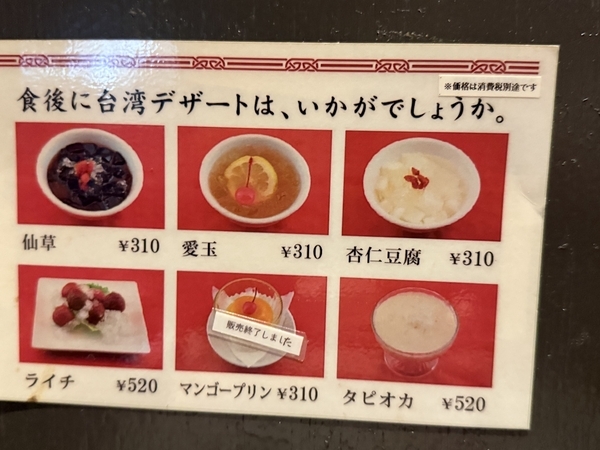 ※価格は消費税別途です
食後に台湾デザートは、いかがでしょうか。
仙草 ¥310
愛玉 ¥310
杏仁豆腐 ¥310
販売終了しました
ライチ ¥520
マンゴープリン ¥310
タピオカ ¥520